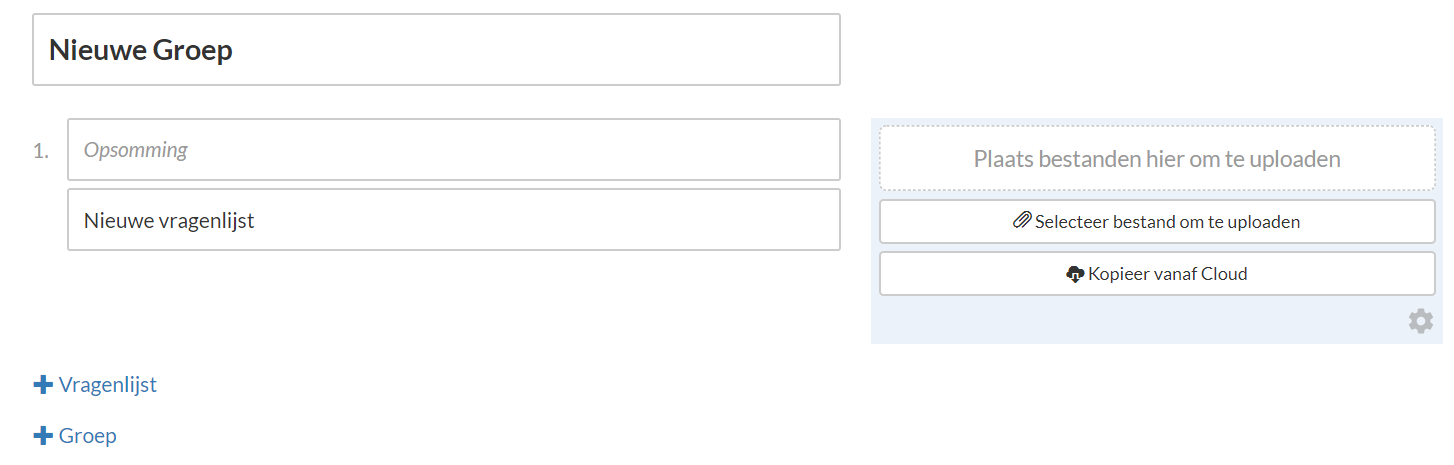 Nieuwe Groep
1.
Opsomming
Nieuwe vragenlijst
Plaats bestanden hier om te uploaden
Selecteer bestand om te uploaden
Kopieer vanaf Cloud
Vragenlijst
Groep